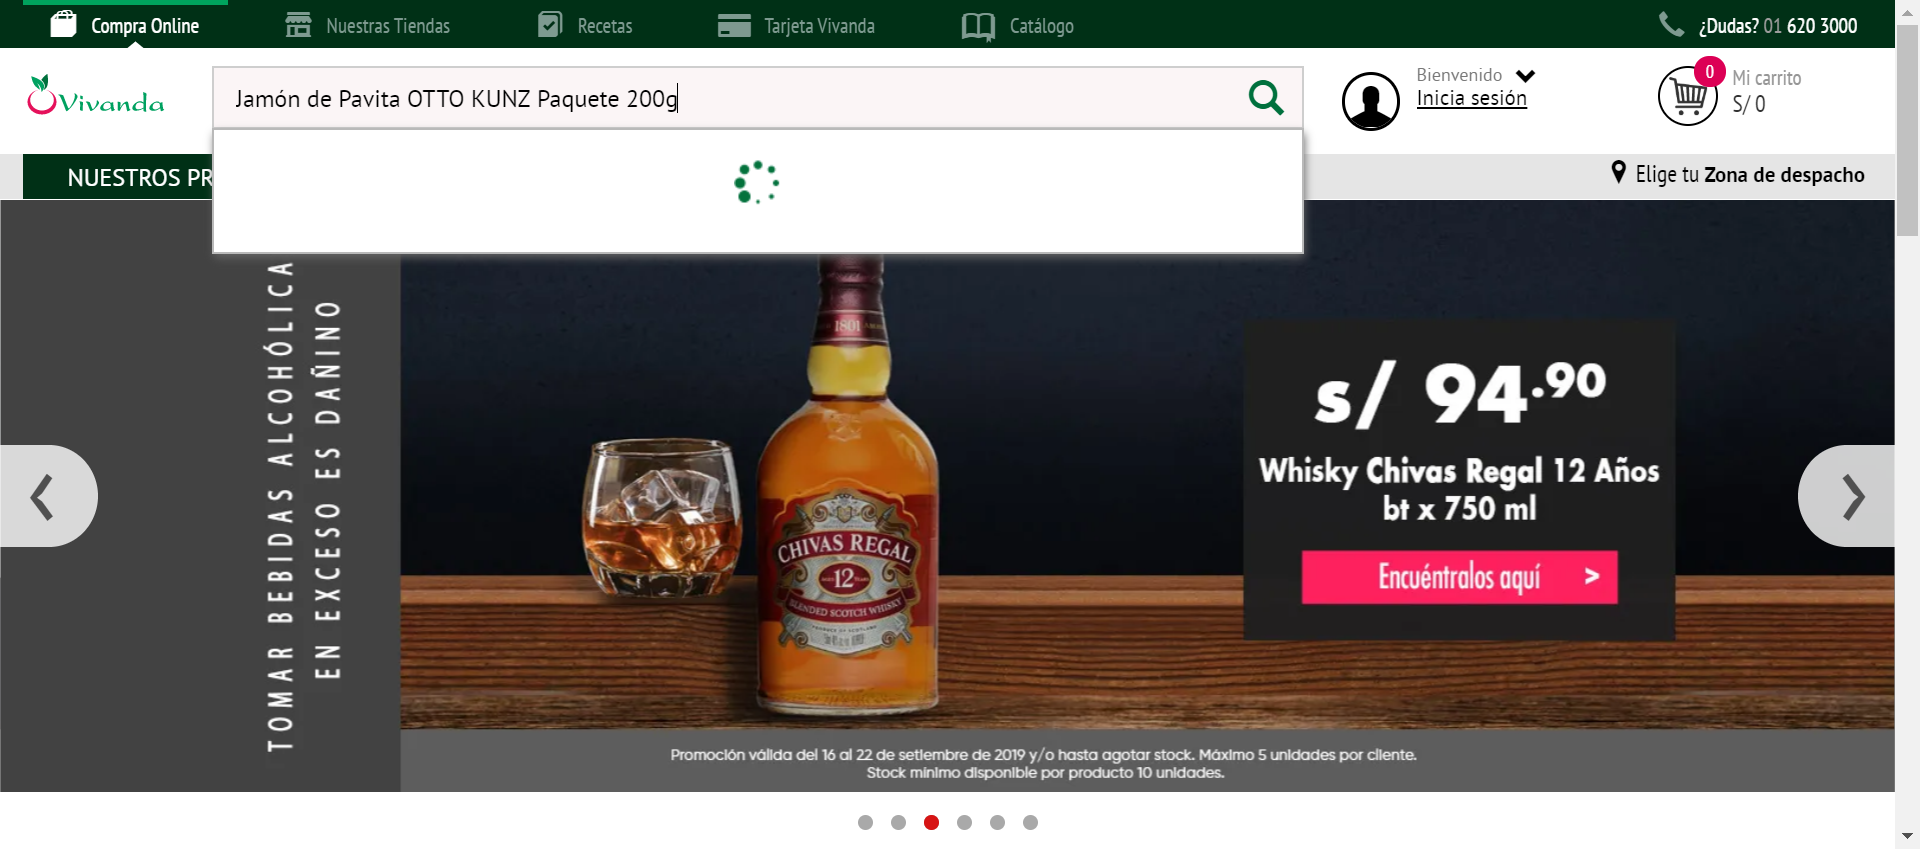 Compra Online
Nuestras Tiendas
Recetas
Tarjeta Vivanda
Catálogo
¿Dudas? 01 620 3000
Vivanda
Jamón de Pavita OTTO KUNZ Paquete 200g
Bienvenido
Inicia sesión
0
Mi carrito
S/ 0
NUESTROS PR
Elige tu Zona de despacho
TOMAR BEBIDAS ALCOHÓLICA
EN EXCESO ES DAÑINO
1801
CHIVAS REGAL
12
BLENDED SCOTCH WHISKY
s/ 94.90
Whisky Chivas Regal 12 Años
bt x 750 ml
Encuéntralos aquí >
Promoción válida del 16 al 22 de setiembre de 2019 y/o hasta agotar stock. Máximo 5 unidades por cliente.
Stock mínimo disponible por producto 10 unidades.